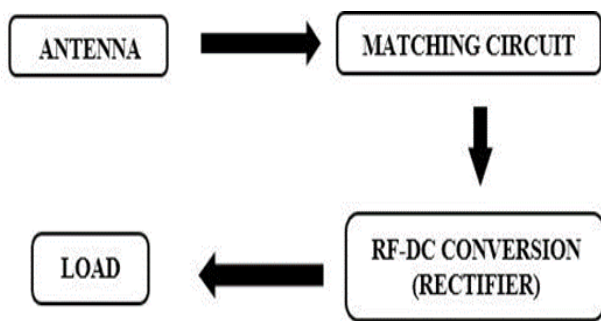 ANTENNA
MATCHING CIRCUIT
RF-DC CONVERSION
(RECTIFIER)
LOAD